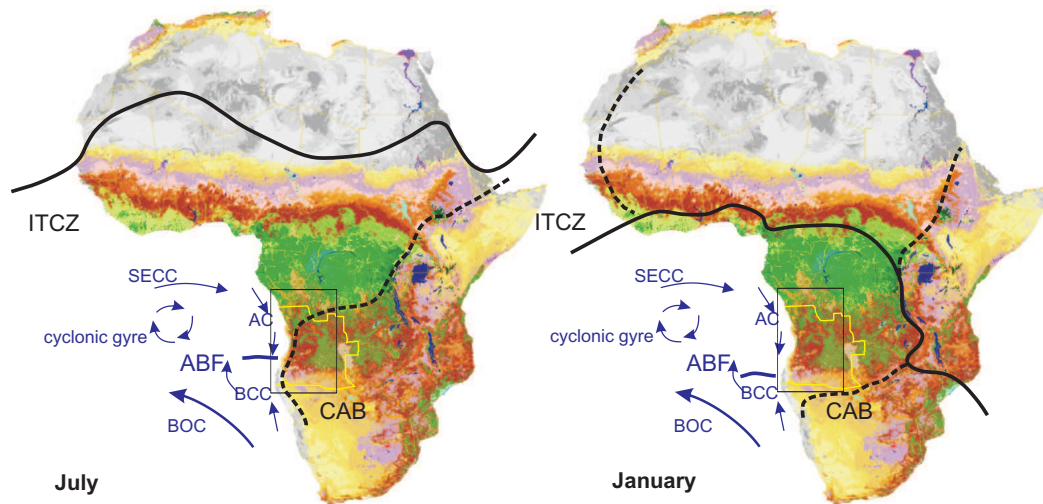 ITCZ
SECC
AC
cyclonic gyre
ABF
BCC
CAB
BOC
July
ITCZ
SECC
AC
cyclonic gyre
ABF
BCC
CAB
BOC
January